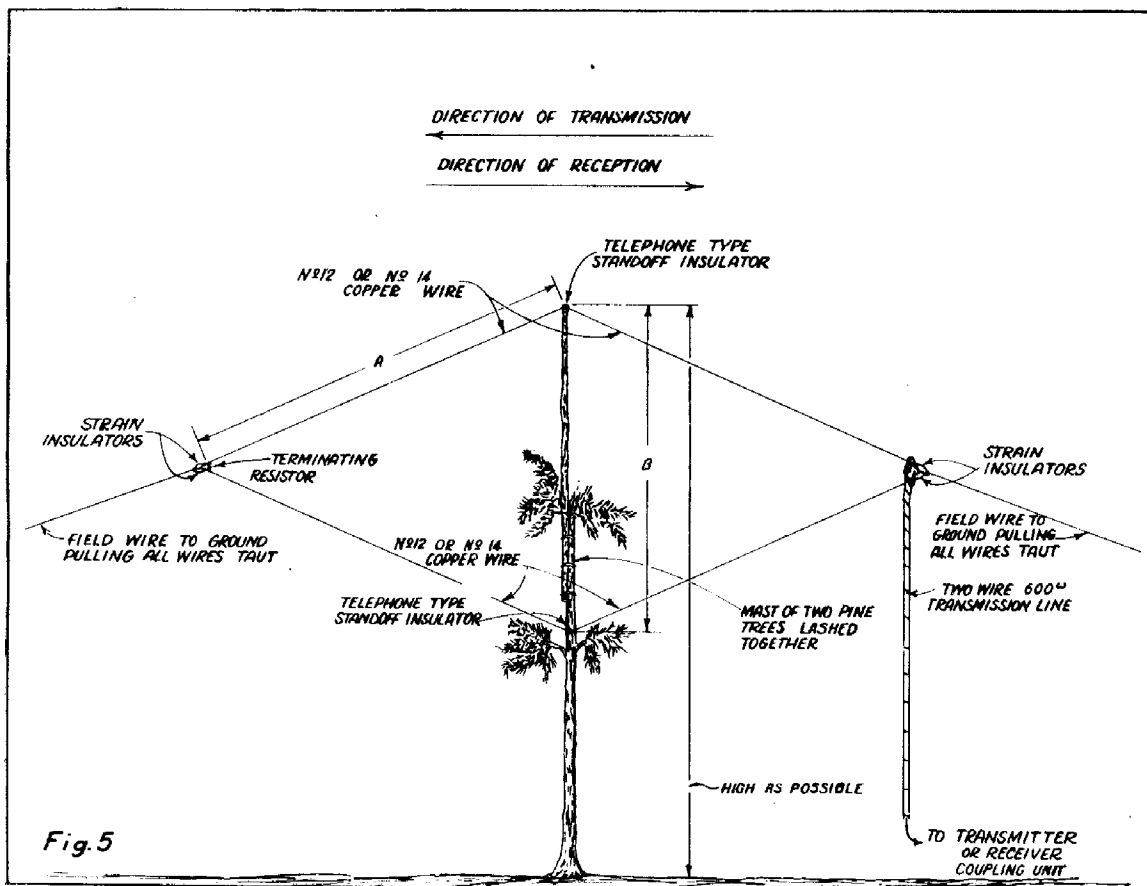 DIRECTION OF TRANSMISSION
DIRECTION OF RECEPTION
TELEPHONE TYPE
STANDOFF INSULATOR
Nº12 OR Nº 14
COPPER WIRE
A
STRAIN
INSULATORS
TERMINATING
RESISTOR
B
STRAIN
INSULATORS
FIELD WIRE TO GROUND
PULLING ALL WIRES TAUT
FIELD WIRE TO
GROUND PULLING
ALL WIRES TAUT
Nº12 OR Nº 14
COPPER WIRE
TELEPHONE TYPE
STANDOFF INSULATOR
MAST OF TWO PINE
TREES LASHED
TOGETHER
TWO WIRE 600ω
TRANSMISSION LINE
HIGH AS POSSIBLE
Fig. 5
TO TRANSMITTER
OR RECEIVER
COUPLING UNIT